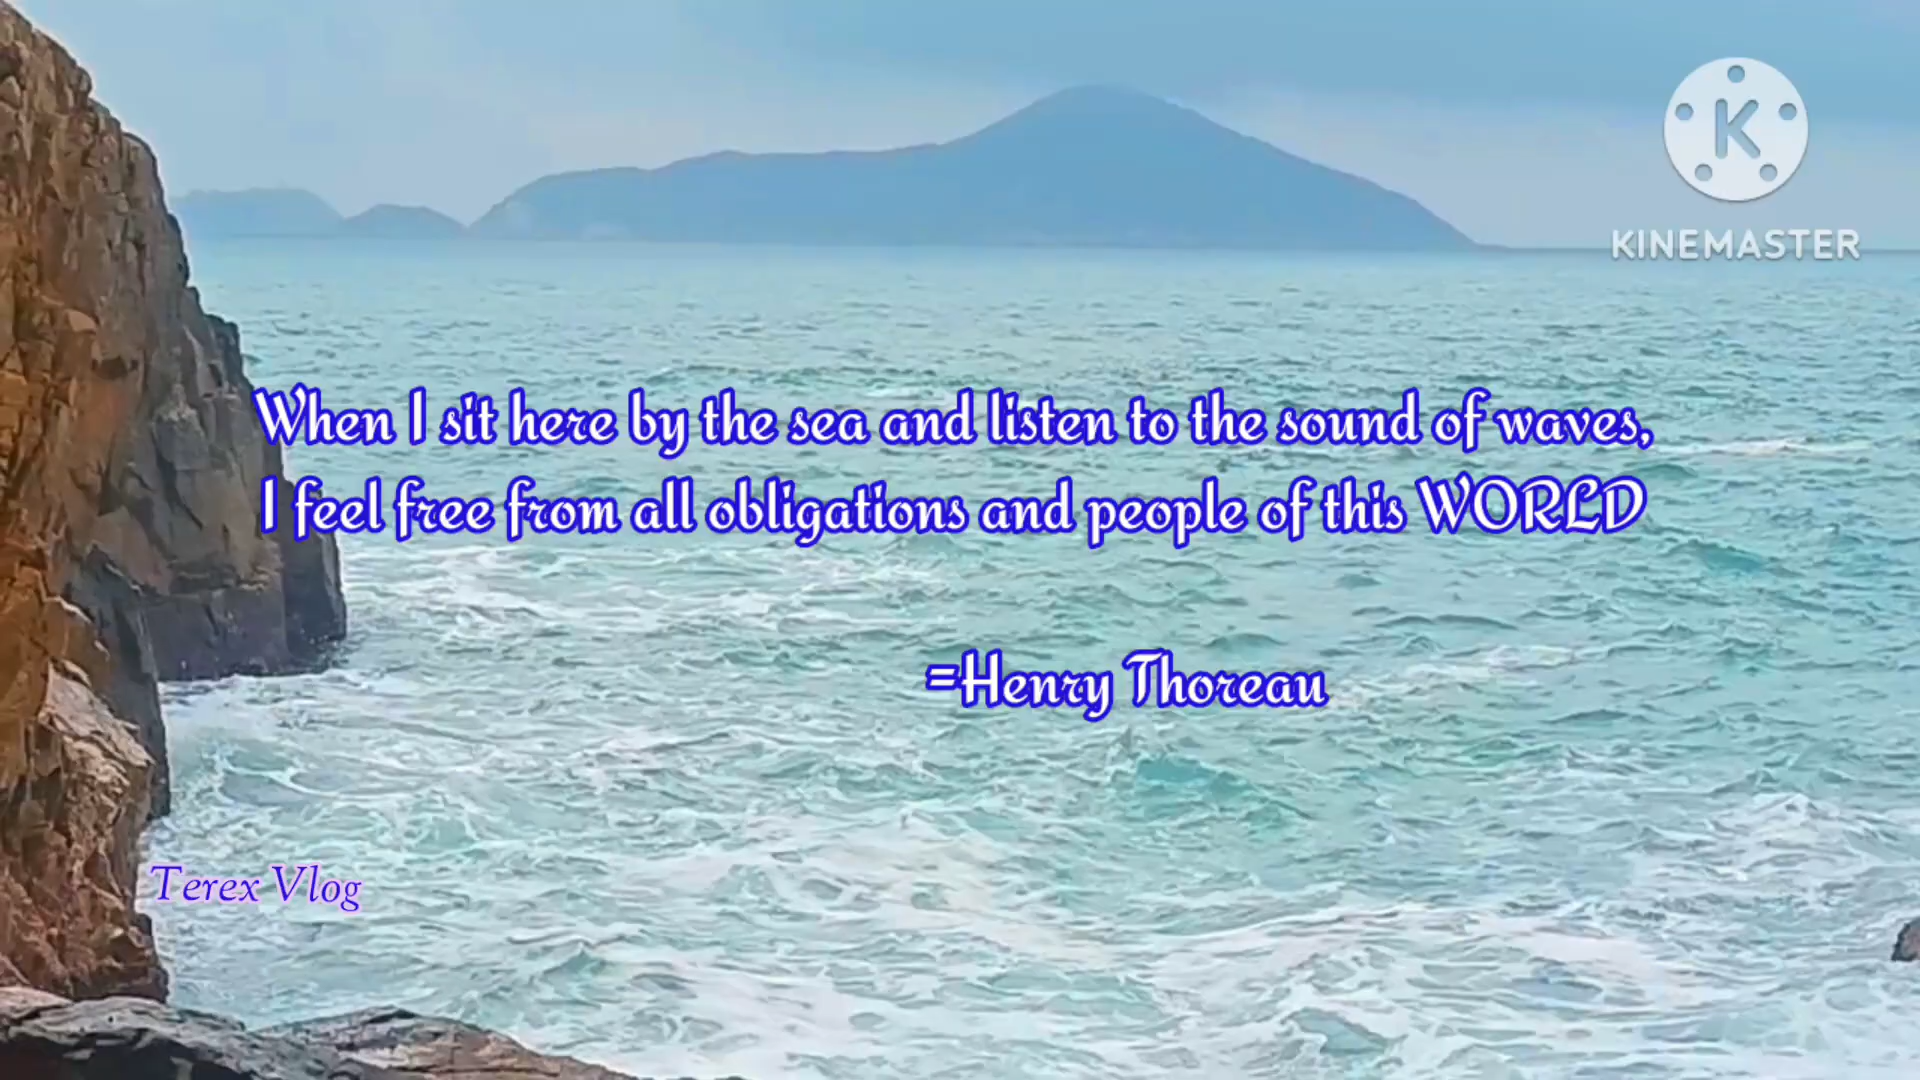 K
KINEMASTER
When I sit here by the sea and listen to the sound of waves,
I feel free from all obligations and people of this WORLD
=Henry Thoreau
Terex Vlog